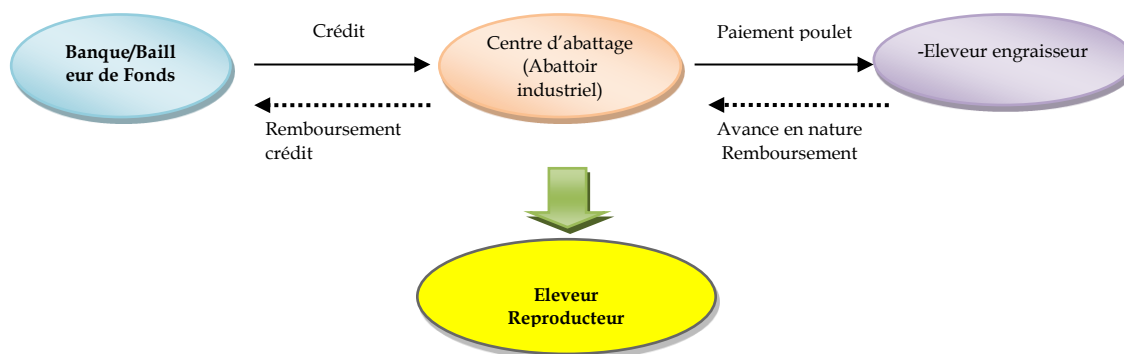 Banque/Baill
eur de Fonds
Crédit
Remboursement
crédit
Centre d’abattage
(Abattoir
industriel)
Paiement poulet
Avance en nature
Remboursement
-Eleveur engraisseur
Eleveur
Reproducteur